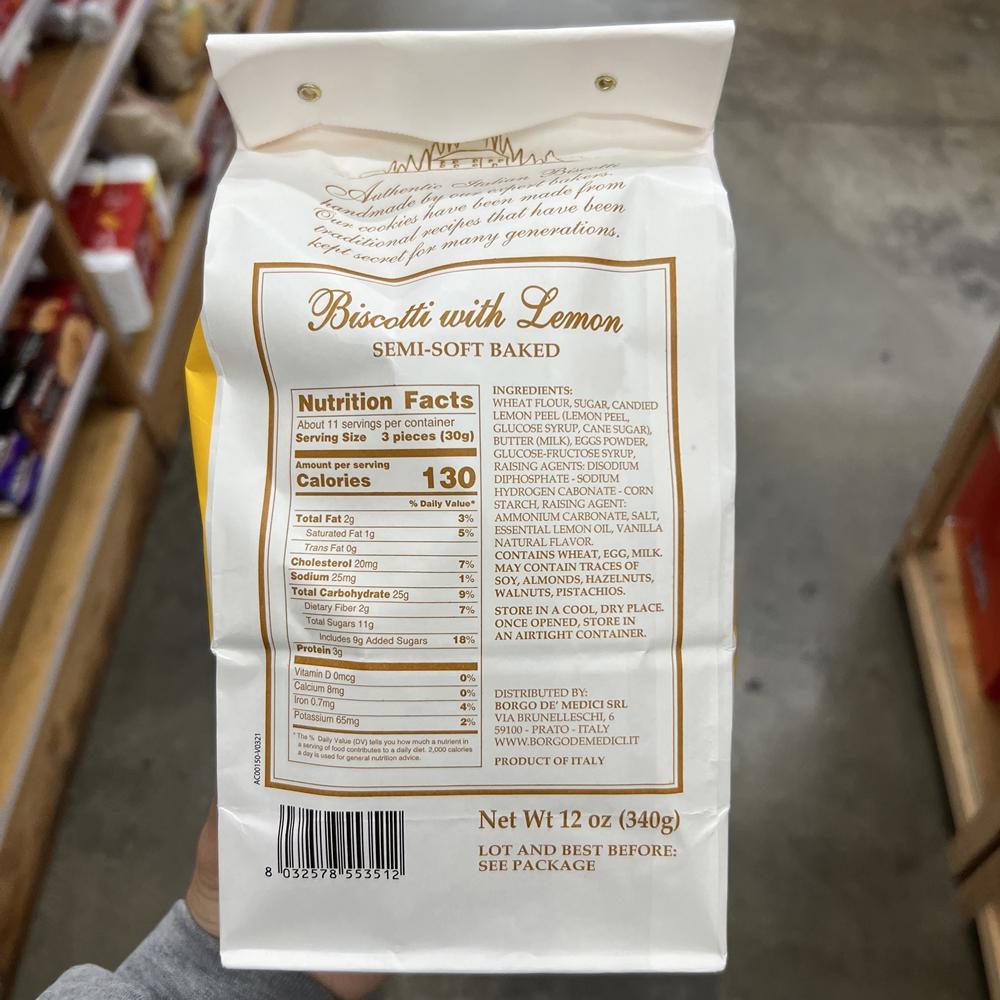 Authentic Italian Biscotti
handmade by our expert bakers.
Our cookies have been made from
traditional recipes that have been
kept secret for many generations.
Biscotti with Lemon
SEMI-SOFT BAKED
Nutrition Facts
About 11 servings per container
Serving Size 3 pieces (30g)
Amount per serving
Calories 130
% Daily Value*
Total Fat 2g 3%
Saturated Fat 1g 5%
Trans Fat 0g
Cholesterol 20mg 7%
Sodium 25mg 1%
Total Carbohydrate 25g 9%
Dietary Fiber 2g 7%
Total Sugars 11g
Includes 9g Added Sugars 18%
Protein 3g
Vitamin D 0mcg 0%
Calcium 8mg 0%
Iron 0.7mg 4%
Potassium 65mg 2%
*The % Daily Value (DV) tells you how much a nutrient in
a serving of food contributes to a daily diet. 2,000 calories
a day is used for general nutrition advice.
INGREDIENTS:
WHEAT FLOUR, SUGAR, CANDIED
LEMON PEEL (LEMON PEEL,
GLUCOSE SYRUP, CANE SUGAR),
BUTTER (MILK), EGGS POWDER,
GLUCOSE-FRUCTOSE SYRUP,
RAISING AGENTS: DISODIUM
DIPHOSPHATE - SODIUM
HYDROGEN CABONATE - CORN
STARCH, RAISING AGENT:
AMMONIUM CARBONATE, SALT,
ESSENTIAL LEMON OIL, VANILLA
NATURAL FLAVOR.
CONTAINS WHEAT, EGG, MILK.
MAY CONTAIN TRACES OF
SOY, ALMONDS, HAZELNUTS,
WALNUTS, PISTACHIOS.
STORE IN A COOL, DRY PLACE.
ONCE OPENED, STORE IN
AN AIRTIGHT CONTAINER.
DISTRIBUTED BY:
BORGO DE' MEDICI SRL
VIA BRUNELLESCHI, 6
59100 - PRATO - ITALY
WWW.BORGODEMEDICI.IT
PRODUCT OF ITALY
AC00150-V0321
8 032578 553512
Net Wt 12 oz (340g)
LOT AND BEST BEFORE:
SEE PACKAGE